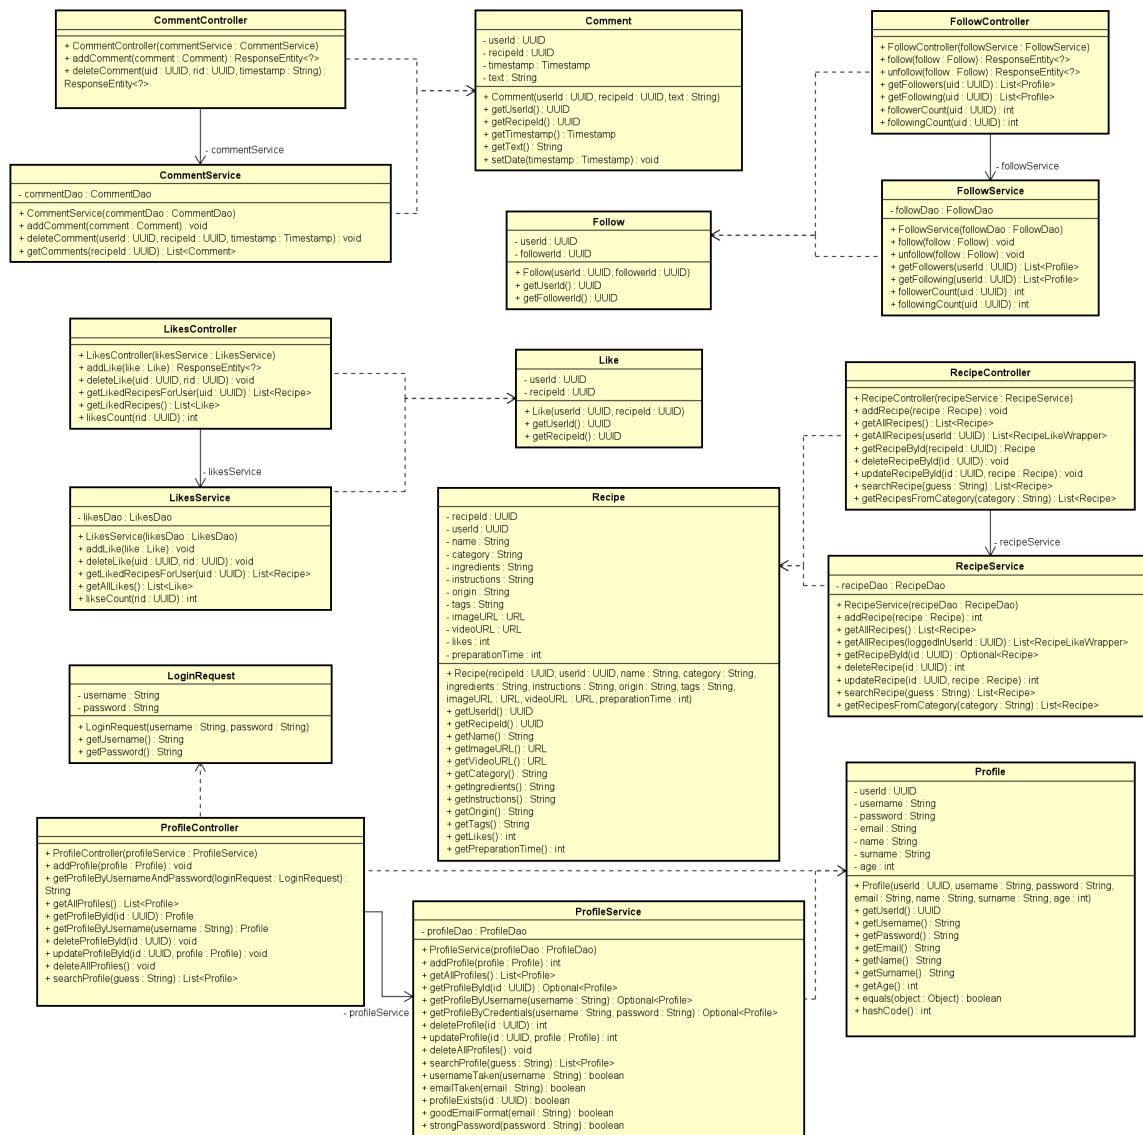 CommentController
+ CommentController(commentService : CommentService)
+ addComment(comment : Comment) : ResponseEntity<?>
+ deleteComment(uid : UUID, rid : UUID, timestamp : String) :
ResponseEntity<?>
- commentService
CommentService
- commentDao : CommentDao
+ CommentService(commentDao : CommentDao)
+ addComment(comment : Comment) : void
+ deleteComment(userId : UUID, recipeId : UUID, timestamp : Timestamp) : void
+ getComments(recipeId : UUID) : List<Comment>
Comment
- userId : UUID
- recipeId : UUID
- timestamp : Timestamp
- text : String
+ Comment(userId : UUID, recipeId : UUID, text : String)
+ getUserId() : UUID
+ getRecipeId() : UUID
+ getTimestamp() : Timestamp
+ getText() : String
+ setDate(timestamp : Timestamp) : void
FollowController
+ FollowController(followService : FollowService)
+ follow(follow : Follow) : ResponseEntity<?>
+ unfollow(follow : Follow) : ResponseEntity<?>
+ getFollowers(uid : UUID) : List<Profile>
+ getFollowing(uid : UUID) : List<Profile>
+ followerCount(uid : UUID) : int
+ followingCount(uid : UUID) : int
- followService
FollowService
- followDao : FollowDao
+ FollowService(followDao : FollowDao)
+ follow(follow : Follow) : void
+ unfollow(follow : Follow) : void
+ getFollowers(userId : UUID) : List<Profile>
+ getFollowing(userId : UUID) : List<Profile>
+ followerCount(uid : UUID) : int
+ followingCount(uid : UUID) : int
Follow
- userId : UUID
- followerId : UUID
+ Follow(userId : UUID, followerId : UUID)
+ getUserId() : UUID
+ getFollowerId() : UUID
LikesController
+ LikesController(likesService : LikesService)
+ addLike(like : Like) : ResponseEntity<?>
+ deleteLike(uid : UUID, rid : UUID) : void
+ getLikedRecipesForUser(uid : UUID) : List<Recipe>
+ getLikedRecipes() : List<Like>
+ likesCount(rid : UUID) : int
- likesService
LikesService
- likesDao : LikesDao
+ LikesService(likesDao : LikesDao)
+ addLike(like : Like) : void
+ deleteLike(uid : UUID, rid : UUID) : void
+ getLikedRecipesForUser(uid : UUID) : List<Recipe>
+ getAllLikes() : List<Like>
+ likseCount(rid : UUID) : int
Like
- userId : UUID
- recipeId : UUID
+ Like(userId : UUID, recipeId : UUID)
+ getUserId() : UUID
+ getRecipeId() : UUID
RecipeController
+ RecipeController(recipeService : RecipeService)
+ addRecipe(recipe : Recipe) : void
+ getAllRecipes() : List<Recipe>
+ getAllRecipes(userId : UUID) : List<RecipeLikeWrapper>
+ getRecipeById(recipeId : UUID) : Recipe
+ deleteRecipeById(id : UUID) : void
+ updateRecipeById(id : UUID, recipe : Recipe) : void
+ searchRecipe(guess : String) : List<Recipe>
+ getRecipesFromCategory(category : String) : List<Recipe>
- recipeService
RecipeService
- recipeDao : RecipeDao
+ RecipeService(recipeDao : RecipeDao)
+ addRecipe(recipe : Recipe) : int
+ getAllRecipes() : List<Recipe>
+ getAllRecipes(loggedInUserId : UUID) : List<RecipeLikeWrapper>
+ getRecipeById(id : UUID) : Optional<Recipe>
+ deleteRecipe(id : UUID) : int
+ updateRecipe(id : UUID, recipe : Recipe) : int
+ searchRecipe(guess : String) : List<Recipe>
+ getRecipesFromCategory(category : String) : List<Recipe>
Recipe
- recipeId : UUID
- userId : UUID
- name : String
- category : String
- ingredients : String
- instructions : String
- origin : String
- tags : String
- imageURL : URL
- videoURL : URL
- likes : int
- preparationTime : int
+ Recipe(recipeId : UUID, userId : UUID, name : String, category : String,
ingredients : String, instructions : String, origin : String, tags : String,
imageURL : URL, videoURL : URL, preparationTime : int)
+ getUserId() : UUID
+ getRecipeId() : UUID
+ getName() : String
+ getImageURL() : URL
+ getVideoURL() : URL
+ getCategory() : String
+ getIngredients() : String
+ getInstructions() : String
+ getOrigin() : String
+ getTags() : String
+ getLikes() : int
+ getPreparationTime() : int
LoginRequest
- username : String
- password : String
+ LoginRequest(username : String, password : String)
+ getUsername() : String
+ getPassword() : String
ProfileController
+ ProfileController(profileService : ProfileService)
+ addProfile(profile : Profile) : void
+ getProfileByUsernameAndPassword(loginRequest : LoginRequest) :
String
+ getAllProfiles() : List<Profile>
+ getProfileById(id : UUID) : Profile
+ getProfileByUsername(username : String) : Profile
+ deleteProfileById(id : UUID) : void
+ updateProfileById(id : UUID, profile : Profile) : void
+ deleteAllProfiles() : void
+ searchProfile(guess : String) : List<Profile>
- profileService
ProfileService
- profileDao : ProfileDao
+ ProfileService(profileDao : ProfileDao)
+ addProfile(profile : Profile) : int
+ getAllProfiles() : List<Profile>
+ getProfileById(id : UUID) : Optional<Profile>
+ getProfileByUsername(username : String) : Optional<Profile>
+ getProfileByCredentials(username : String, password : String) : Optional<Profile>
+ deleteProfile(id : UUID) : int
+ updateProfile(id : UUID, profile : Profile) : int
+ deleteAllProfiles() : void
+ searchProfile(guess : String) : List<Profile>
+ usernameTaken(username : String) : boolean
+ emailTaken(email : String) : boolean
+ profileExists(id : UUID) : boolean
+ goodEmailFormat(email : String) : boolean
+ strongPassword(password : String) : boolean
Profile
- userId : UUID
- username : String
- password : String
- email : String
- name : String
- surname : String
- age : int
+ Profile(userId : UUID, username : String, password : String,
email : String, name : String, surname : String, age : int)
+ getUserId() : UUID
+ getUsername() : String
+ getPassword() : String
+ getEmail() : String
+ getName() : String
+ getSurname() : String
+ getAge() : int
+ equals(object : Object) : boolean
+ hashCode() : int